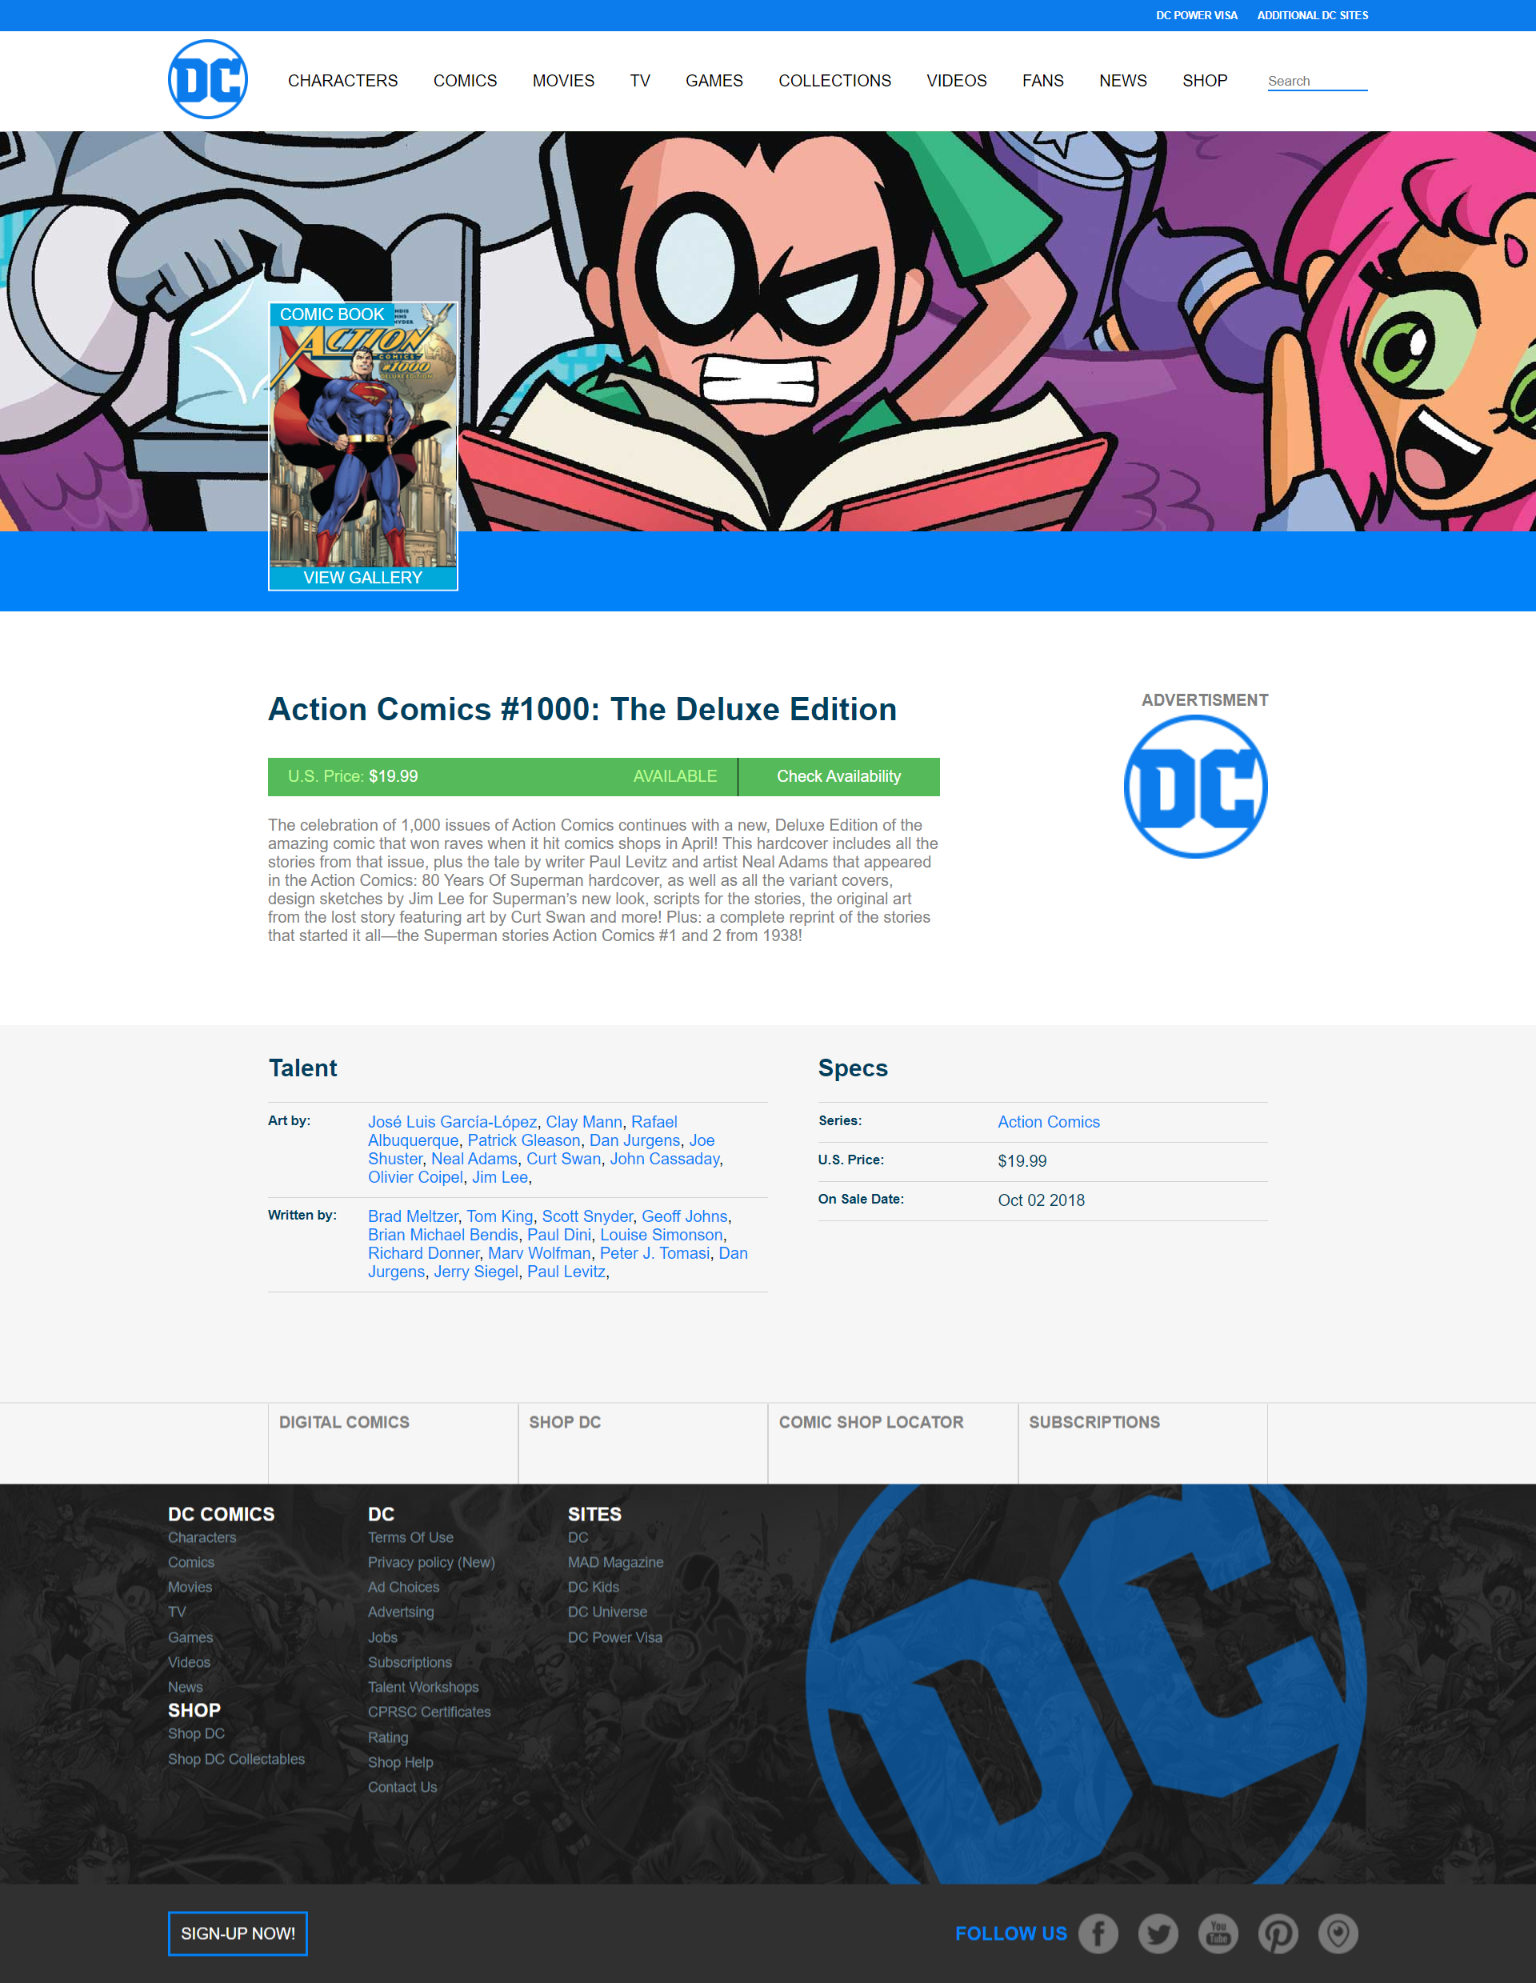 DC POWER VISA ADDITIONAL DC SITES
DC CHARACTERS COMICS MOVIES TV GAMES COLLECTIONS VIDEOS FANS NEWS SHOP Search
COMIC BOOK
ACTION
COMICS
#1000
DELUXE EDITION
VIEW GALLERY
Action Comics #1000: The Deluxe Edition
ADVERTISMENT
DC
U.S. Price: $19.99 AVAILABLE Check Availability
The celebration of 1,000 issues of Action Comics continues with a new, Deluxe Edition of the
amazing comic that won raves when it hit comics shops in April! This hardcover includes all the
stories from that issue, plus the tale by writer Paul Levitz and artist Neal Adams that appeared
in the Action Comics: 80 Years Of Superman hardcover, as well as all the variant covers,
design sketches by Jim Lee for Superman’s new look, scripts for the stories, the original art
from the lost story featuring art by Curt Swan and more! Plus: a complete reprint of the stories
that started it all—the Superman stories Action Comics #1 and 2 from 1938!
Talent
Art by: José Luis García-López, Clay Mann, Rafael
Albuquerque, Patrick Gleason, Dan Jurgens, Joe
Shuster, Neal Adams, Curt Swan, John Cassaday,
Olivier Coipel, Jim Lee,
Written by: Brad Meltzer, Tom King, Scott Snyder, Geoff Johns,
Brian Michael Bendis, Paul Dini, Louise Simonson,
Richard Donner, Marv Wolfman, Peter J. Tomasi, Dan
Jurgens, Jerry Siegel, Paul Levitz,
Specs
Series: Action Comics
U.S. Price: $19.99
On Sale Date: Oct 02 2018
DIGITAL COMICS SHOP DC COMIC SHOP LOCATOR SUBSCRIPTIONS
DC COMICS
Characters
Comics
Movies
TV
Games
Videos
News
SHOP
Shop DC
Shop DC Collectables
DC
Terms Of Use
Privacy policy (New)
Ad Choices
Advertsing
Jobs
Subscriptions
Talent Workshops
CPRSC Certificates
Rating
Shop Help
Contact Us
SITES
DC
MAD Magazine
DC Kids
DC Universe
DC Power Visa
DC
SIGN-UP NOW!
FOLLOW US
You
Tube